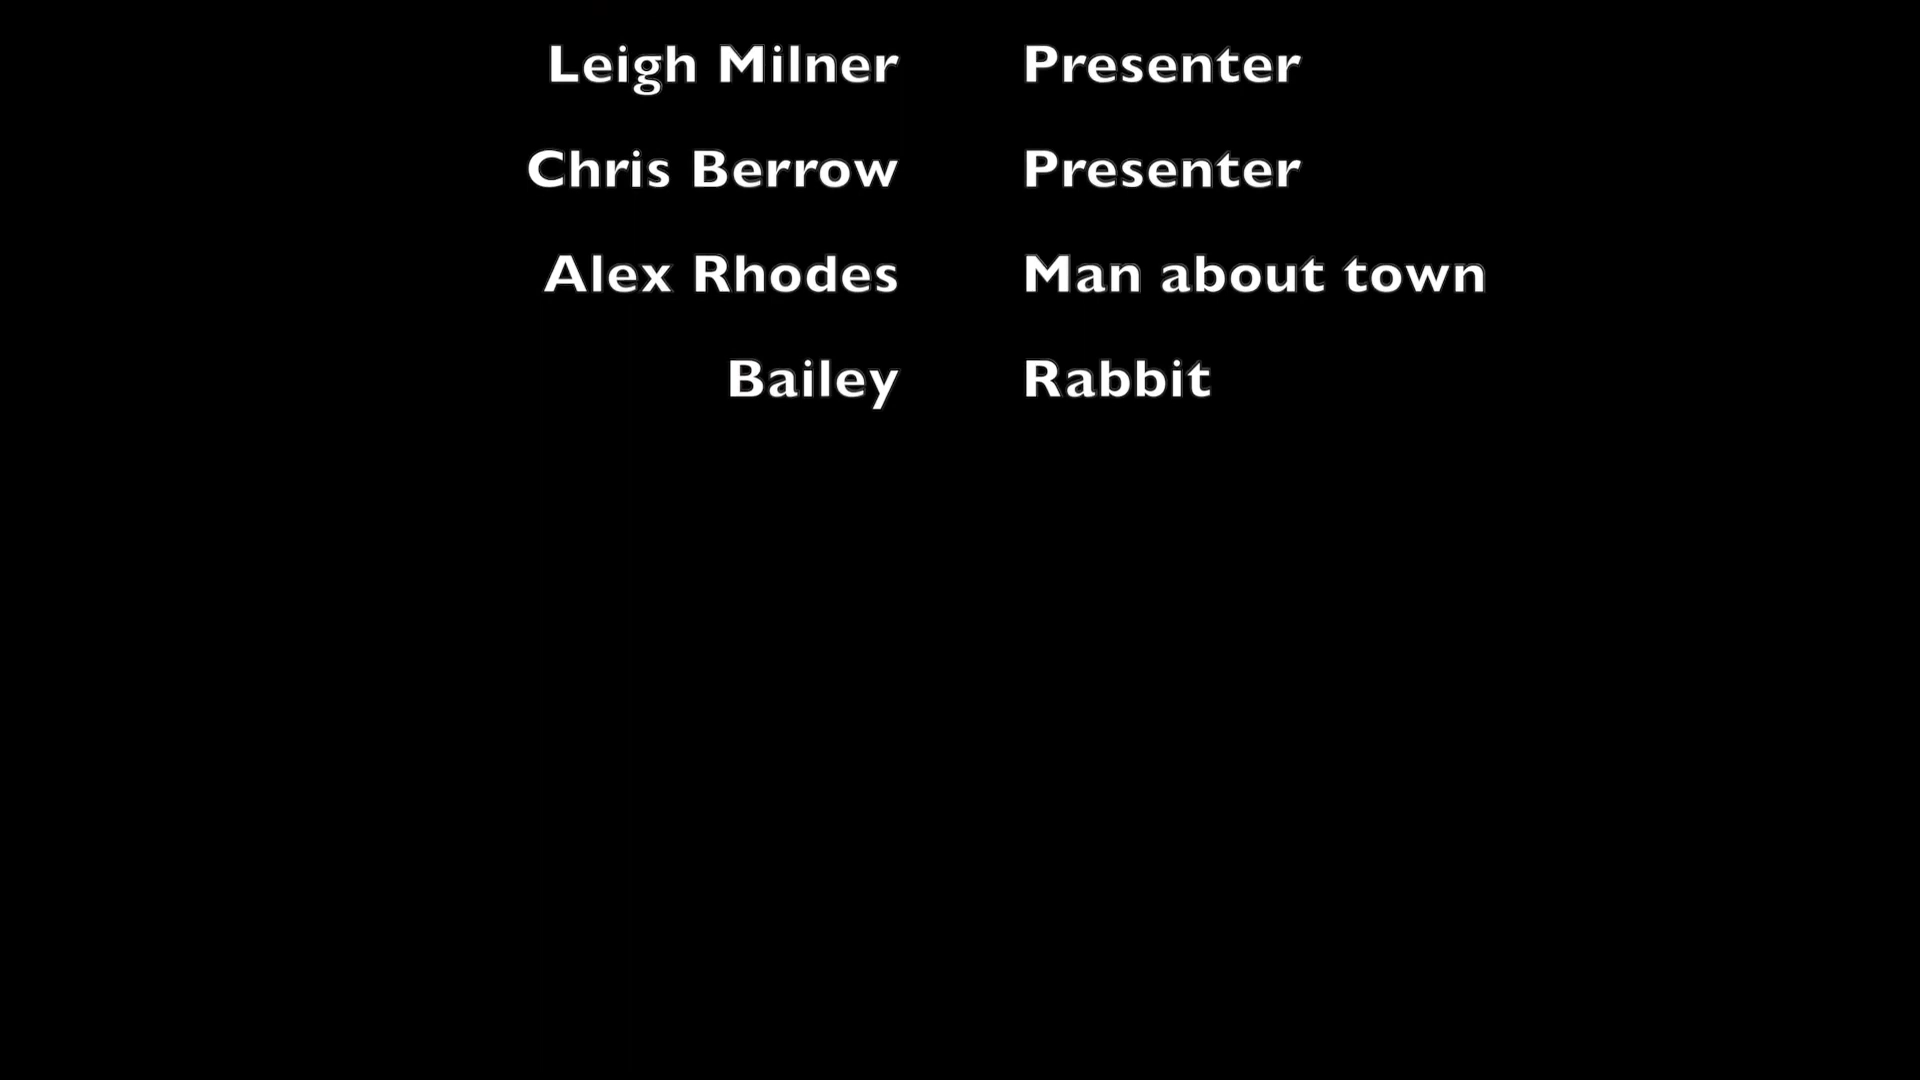 Leigh Milner Presenter
Chris Berrow Presenter
Alex Rhodes Man about town
Bailey Rabbit